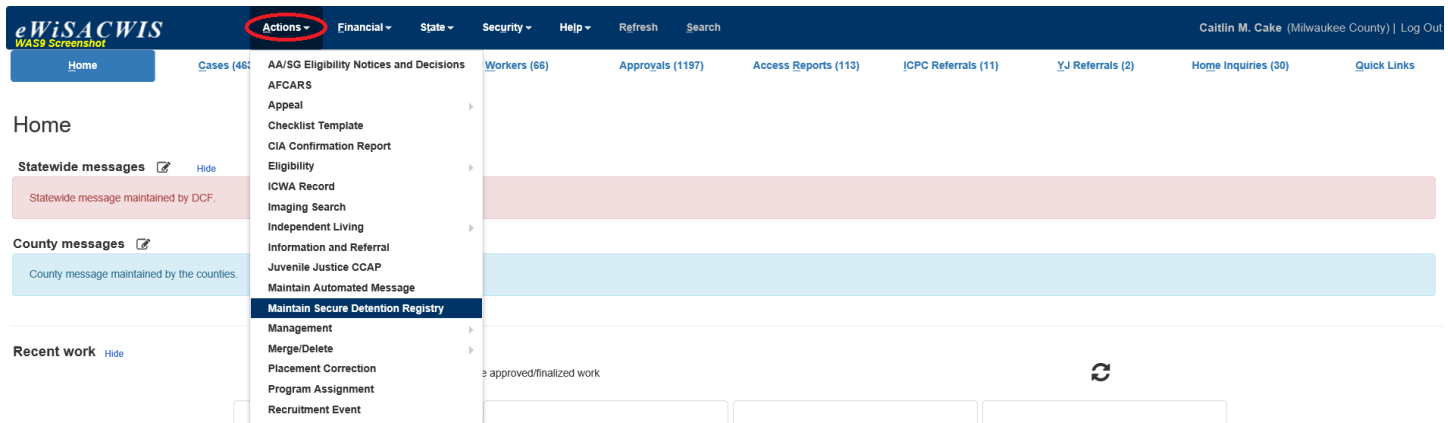 eWiSACWIS
WAS9 Screenshot
Actions Financial State Security Help Refresh Search
Caitlin M. Cake (Milwaukee County) | Log Out
Home Cases (463 Workers (66) Approvals (1197) Access Reports (113) ICPC Referrals (11) YJ Referrals (2) Home Inquiries (30) Quick Links
AA/SG Eligibility Notices and Decisions
AFCARS
Appeal
Checklist Template
CIA Confirmation Report
Eligibility
ICWA Record
Imaging Search
Independent Living
Information and Referral
Juvenile Justice CCAP
Maintain Automated Message
Maintain Secure Detention Registry
Management
Merge/Delete
Placement Correction
Program Assignment
Recruitment Event
Home
Statewide messages Hide
Statewide message maintained by DCF.
County messages
County message maintained by the counties.
Recent work Hide
approved/finalized work